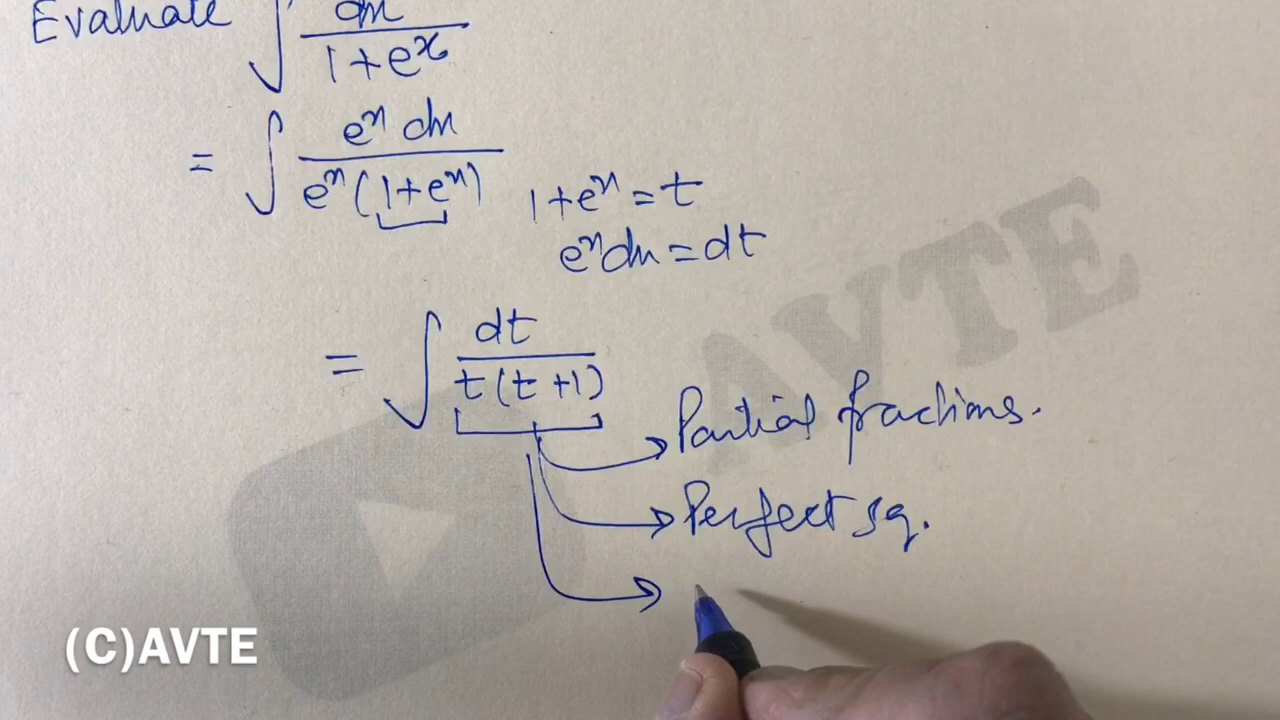 Evaluate ∫ dx / 1+e^x
= ∫ e^x dx / e^x (1+e^x)
1+e^x = t
e^x dx = dt
= ∫ dt / t(t+1)
Partial fractions.
Perfect sq.
AVTE
(C)AVTE